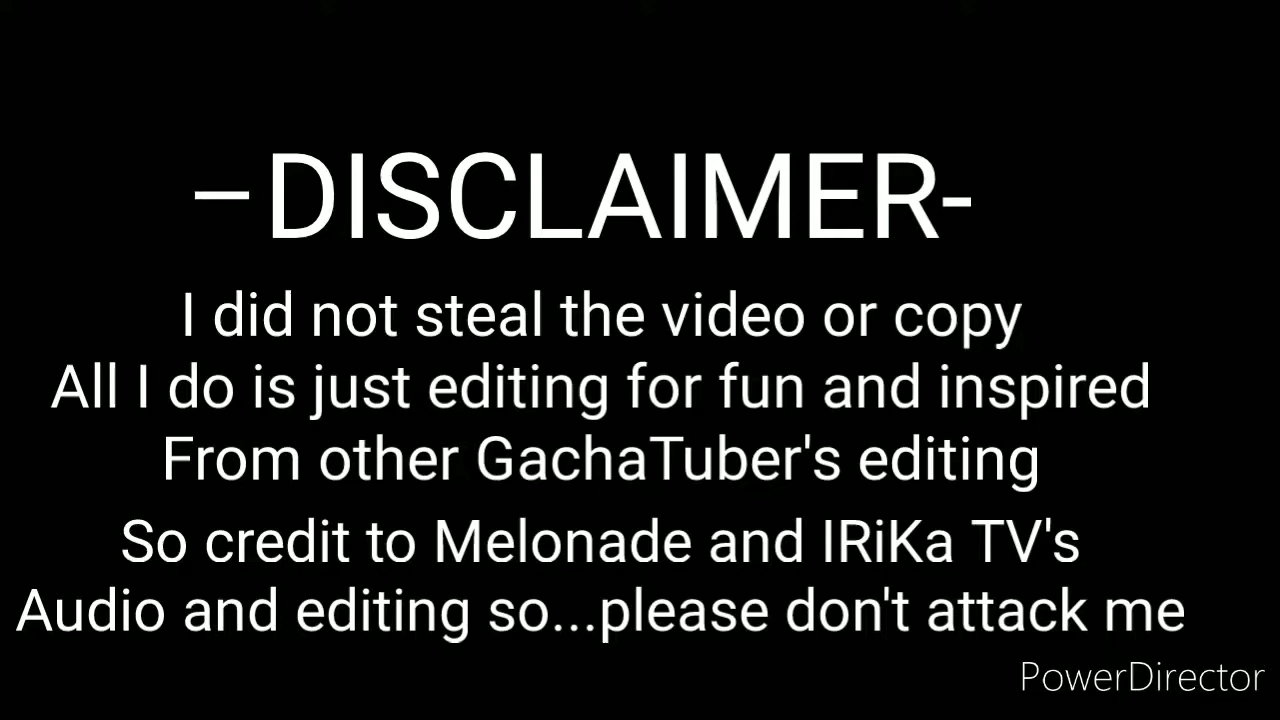 –DISCLAIMER-
I did not steal the video or copy
All I do is just editing for fun and inspired
From other GachaTuber's editing
So credit to Melonade and IRiKa TV's
Audio and editing so...please don't attack me
PowerDirector